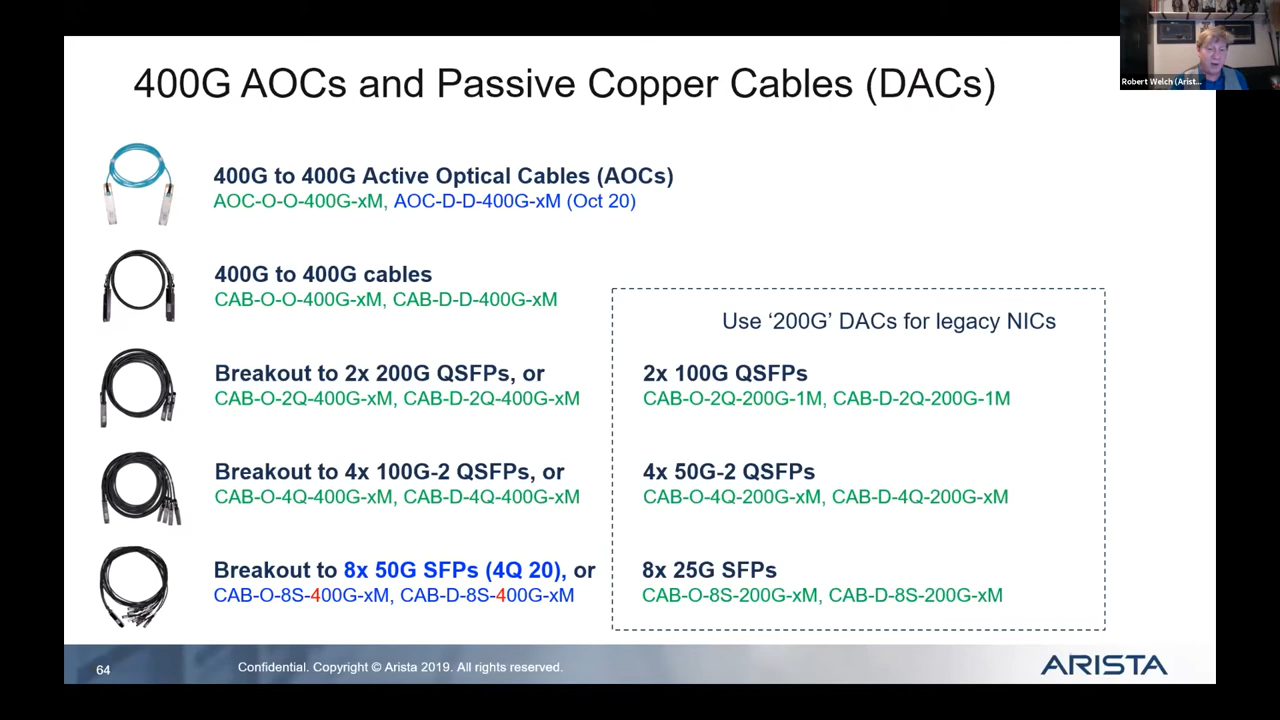 400G AOCs and Passive Copper Cables (DACs)
Robert Welch (Arist...
400G to 400G Active Optical Cables (AOCs)
AOC-O-O-400G-xM, AOC-D-D-400G-xM (Oct 20)
400G to 400G cables
CAB-O-O-400G-xM, CAB-D-D-400G-xM
Use ‘200G’ DACs for legacy NICs
Breakout to 2x 200G QSFPs, or
CAB-O-2Q-400G-xM, CAB-D-2Q-400G-xM
2x 100G QSFPs
CAB-O-2Q-200G-1M, CAB-D-2Q-200G-1M
Breakout to 4x 100G-2 QSFPs, or
CAB-O-4Q-400G-xM, CAB-D-4Q-400G-xM
4x 50G-2 QSFPs
CAB-O-4Q-200G-xM, CAB-D-4Q-200G-xM
Breakout to 8x 50G SFPs (4Q 20), or
CAB-O-8S-400G-xM, CAB-D-8S-400G-xM
8x 25G SFPs
CAB-O-8S-200G-xM, CAB-D-8S-200G-xM
64
Confidential. Copyright © Arista 2019. All rights reserved.
ARISTA